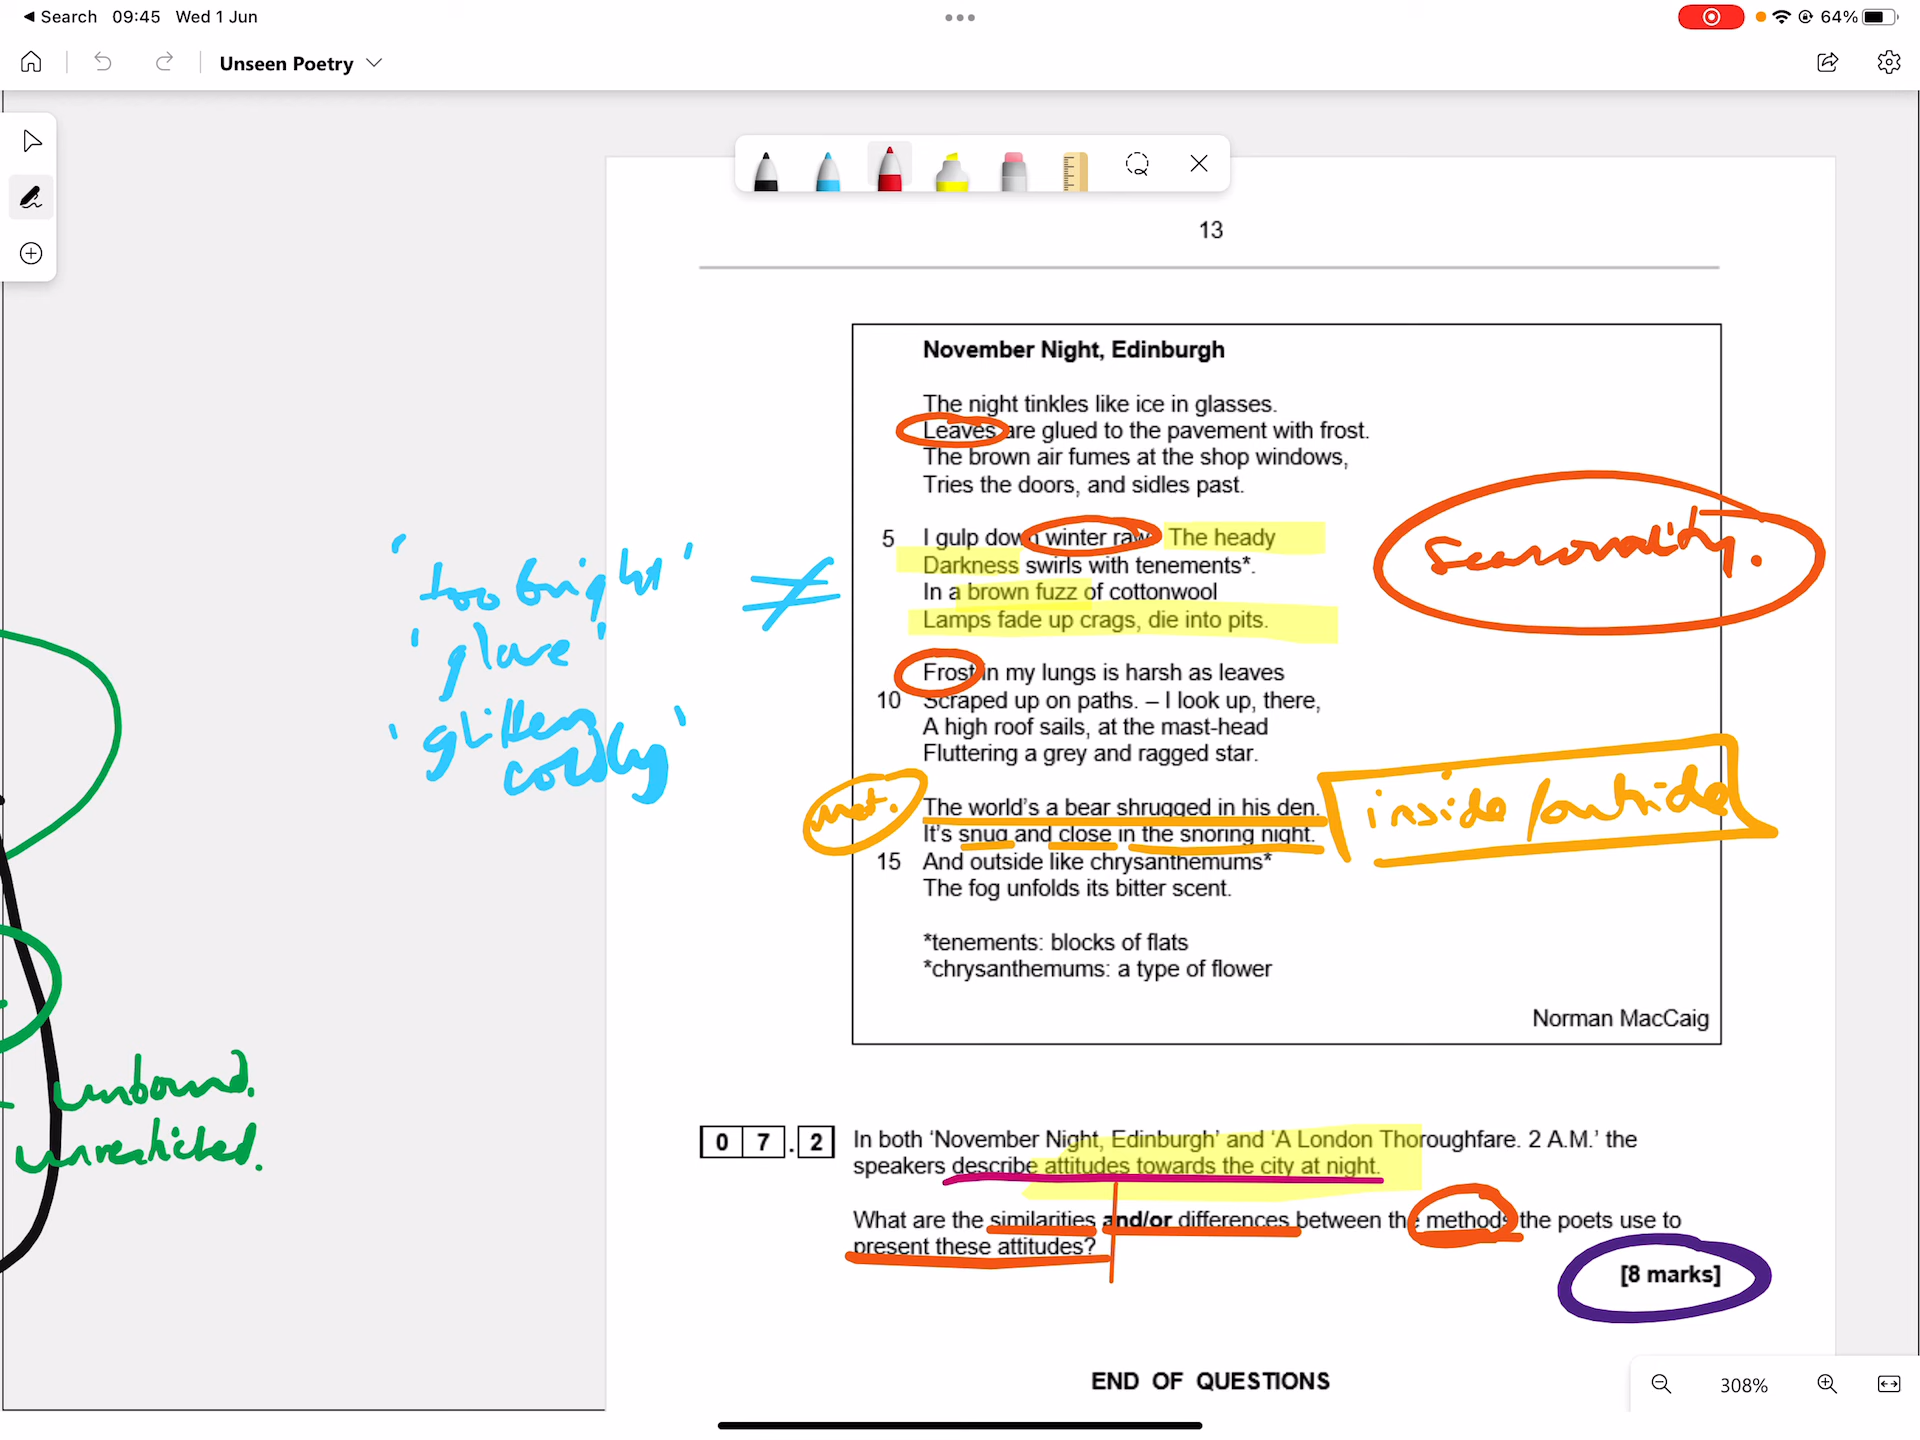 Search 09:45 Wed 1 Jun
64%
Unseen Poetry
13
November Night, Edinburgh
The night tinkles like ice in glasses.
Leaves are glued to the pavement with frost.
The brown air fumes at the shop windows,
Tries the doors, and sidles past.
5 I gulp down winter raw. The heady
Darkness swirls with tenements*.
In a brown fuzz of cottonwool
Lamps fade up crags, die into pits.
Frost in my lungs is harsh as leaves
10 Scraped up on paths. – I look up, there,
A high roof sails, at the mast-head
Fluttering a grey and ragged star.
The world's a bear shrugged in his den.
It's snug and close in the snoring night.
15 And outside like chrysanthemums*
The fog unfolds its bitter scent.
*tenements: blocks of flats
*chrysanthemums: a type of flower
Norman MacCaig
Seasonality.
'too bright'
'glare'
'glitters
coldly'
met.
inside/outside
unbound.
unrestricted.
0 7 . 2 In both 'November Night, Edinburgh' and 'A London Thoroughfare. 2 A.M.' the
speakers describe attitudes towards the city at night.
What are the similarities and/or differences between the methods the poets use to
present these attitudes?
[8 marks]
END OF QUESTIONS
308%